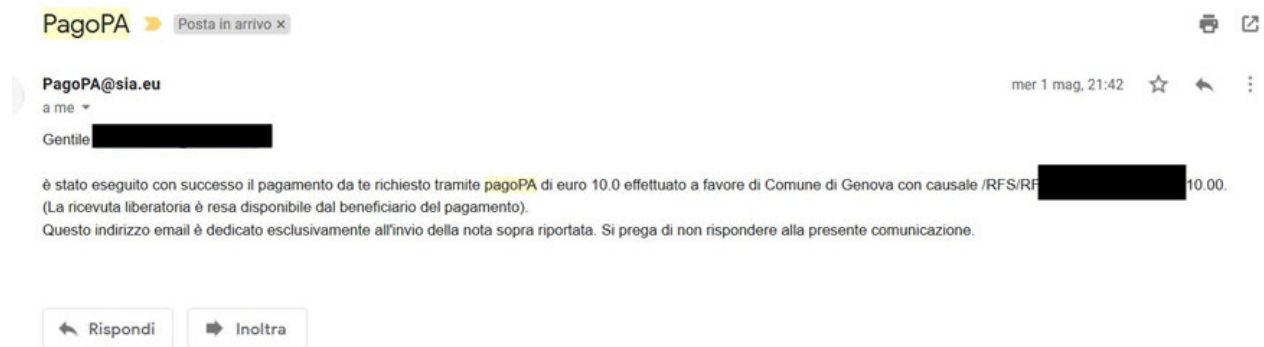 PagoPA Posta in arrivo ×
PagoPA@sia.eu mer 1 mag, 21:42
a me
Gentile
è stato eseguito con successo il pagamento da te richiesto tramite pagoPA di euro 10.0 effettuato a favore di Comune di Genova con causale /RFS/RF 10.00.
(La ricevuta liberatoria è resa disponibile dal beneficiario del pagamento).
Questo indirizzo email è dedicato esclusivamente all'invio della nota sopra riportata. Si prega di non rispondere alla presente comunicazione.
Rispondi Inoltra